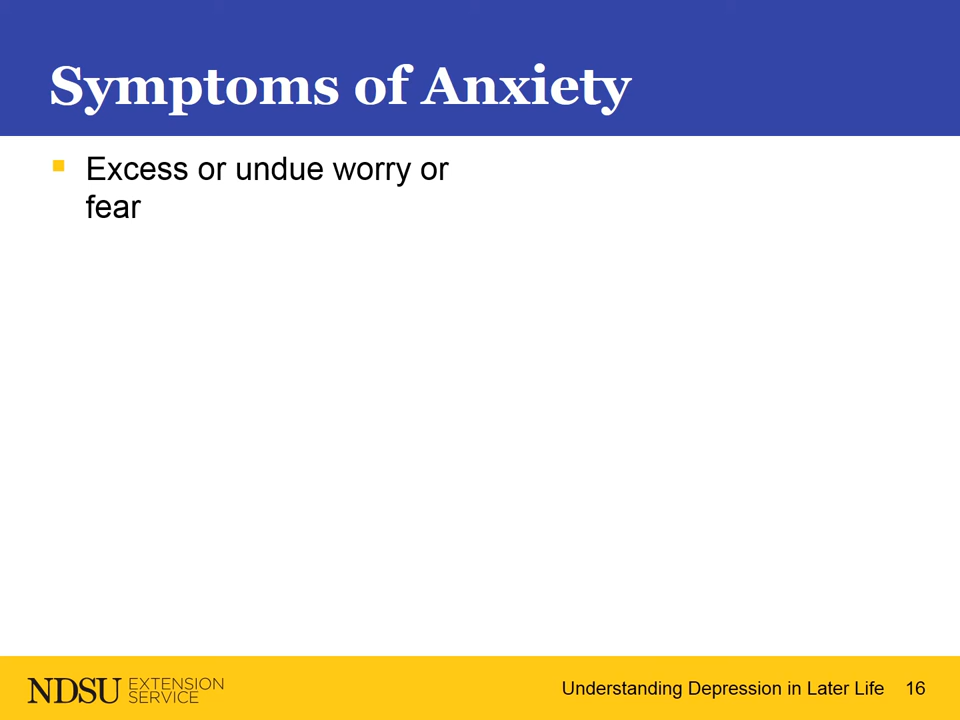 Symptoms of Anxiety
Excess or undue worry or
fear
NDSU EXTENSION
SERVICE
Understanding Depression in Later Life 16